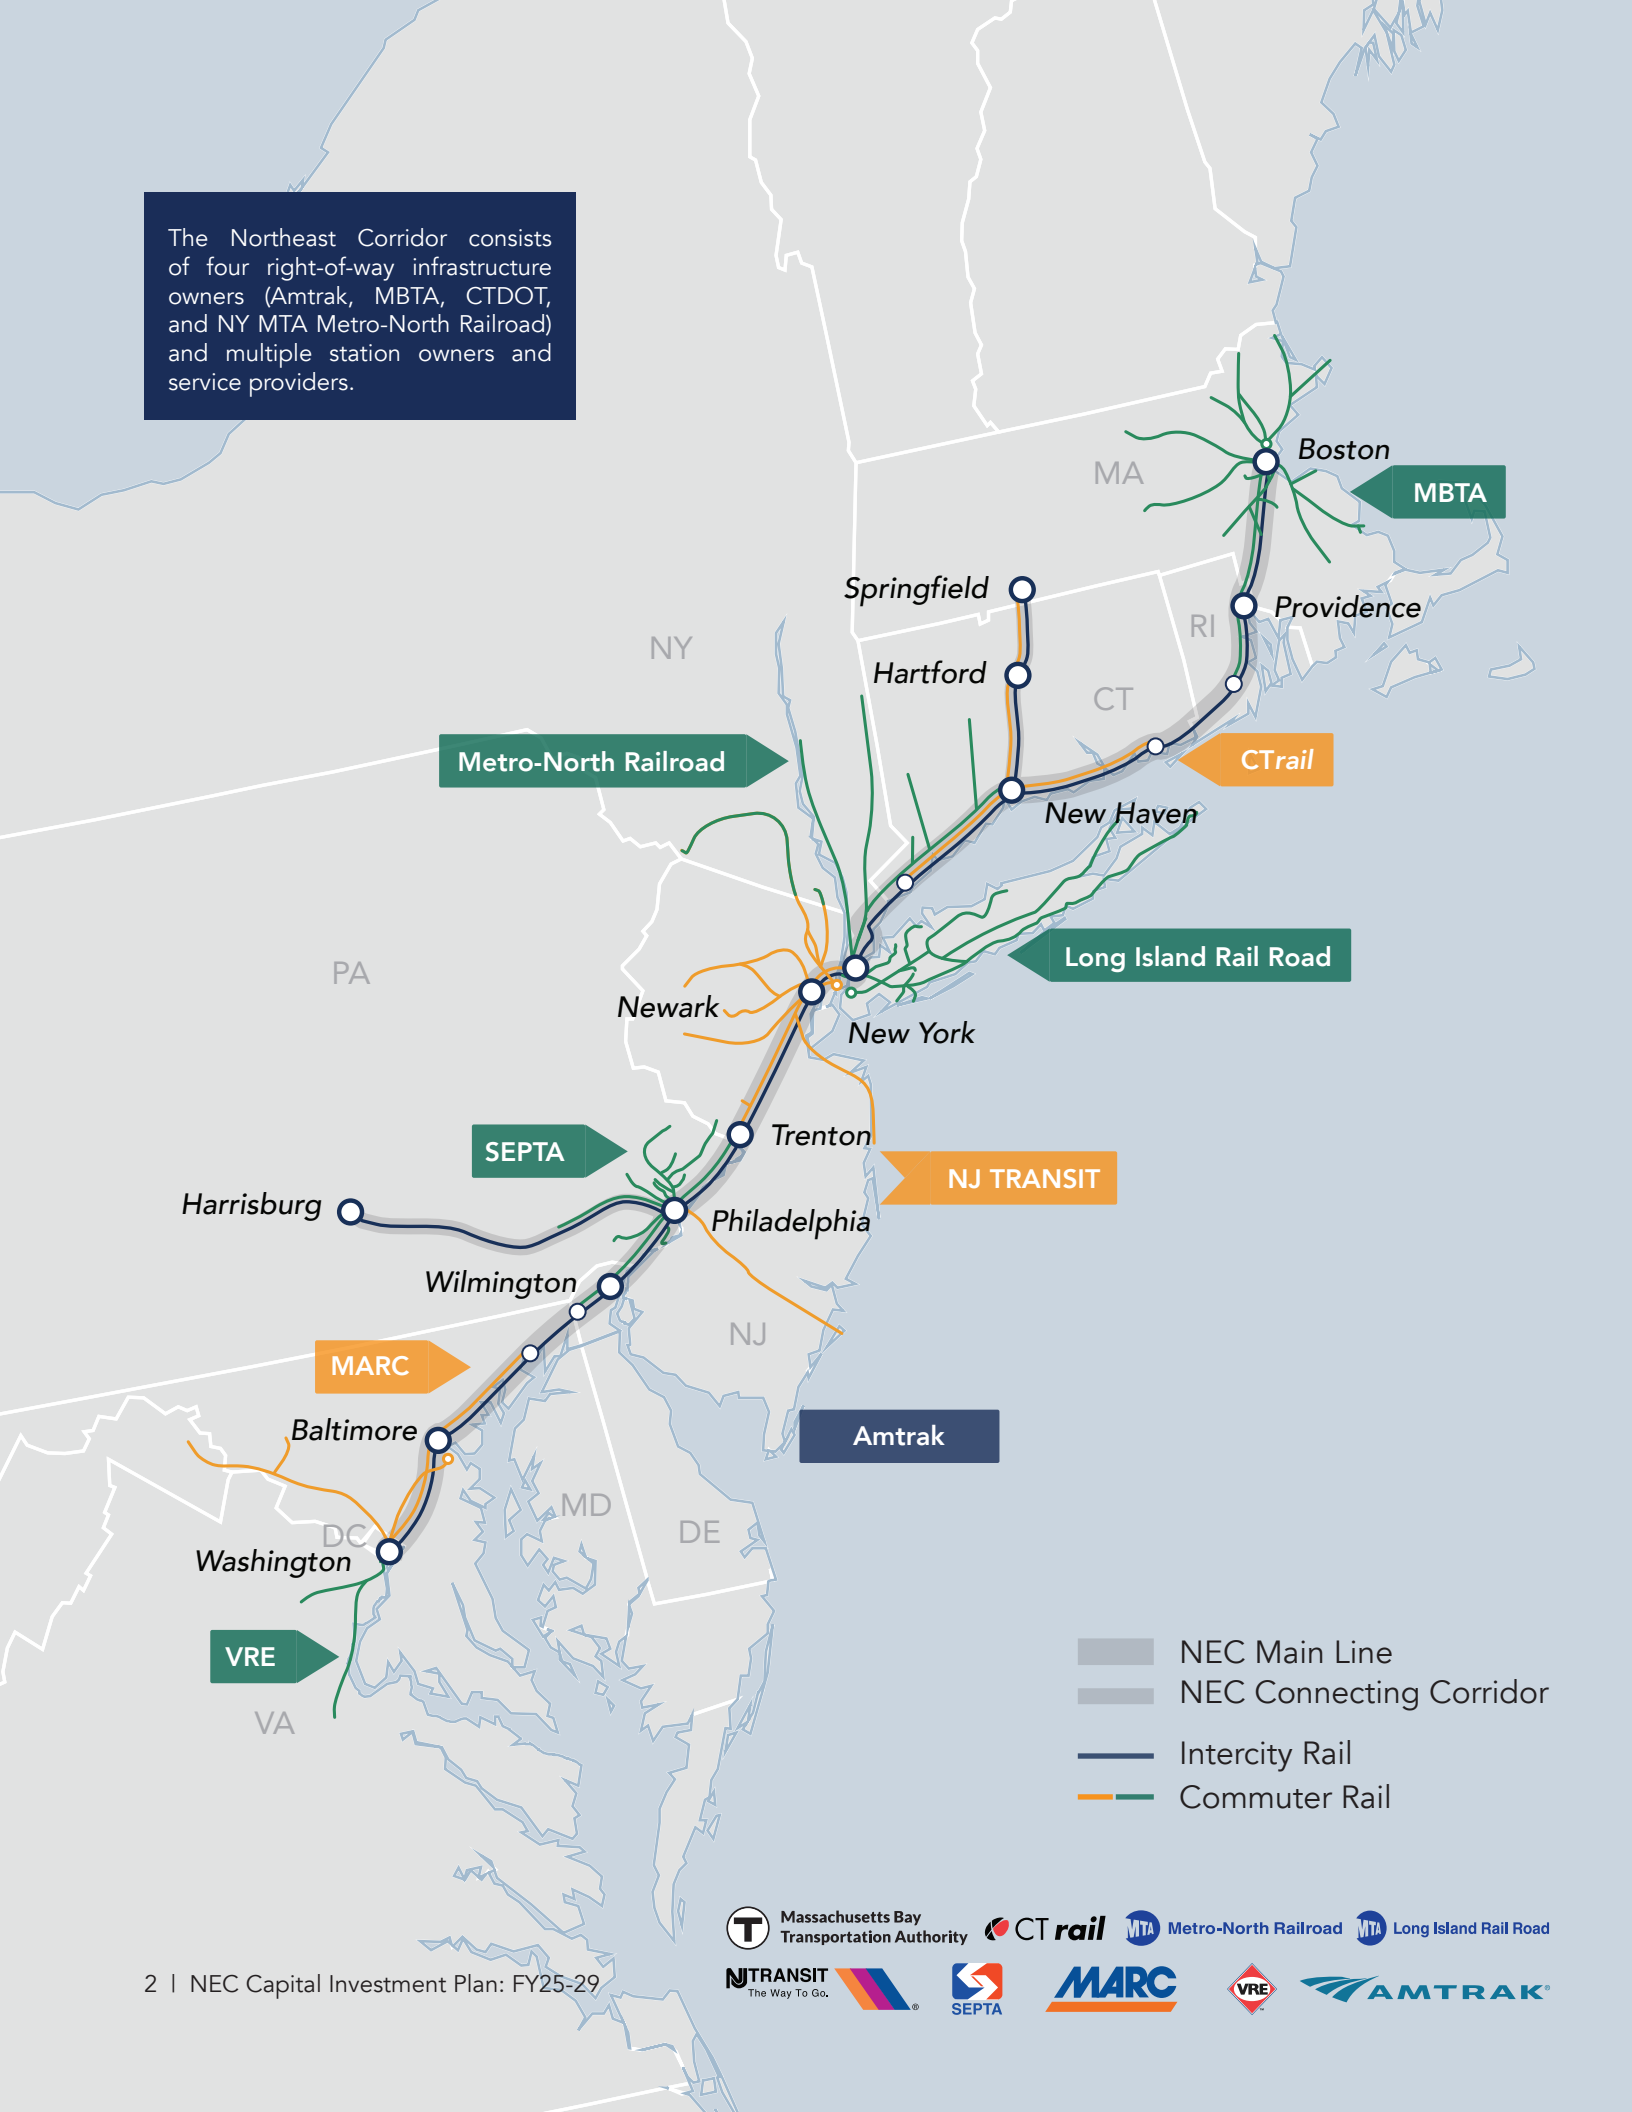 The Northeast Corridor consists
of four right-of-way infrastructure
owners (Amtrak, MBTA, CTDOT,
and NY MTA Metro-North Railroad)
and multiple station owners and
service providers.
Boston
MA
MBTA
Springfield
Providence
RI
NY
Hartford
CT
Metro-North Railroad
CTrail
New Haven
Long Island Rail Road
PA
Newark
New York
Trenton
SEPTA
NJ TRANSIT
Harrisburg
Philadelphia
Wilmington
NJ
MARC
Baltimore
Amtrak
MD
DE
DC
Washington
VRE
VA
NEC Main Line
NEC Connecting Corridor
Intercity Rail
Commuter Rail
T Massachusetts Bay
Transportation Authority
CT rail
MTA Metro-North Railroad
MTA Long Island Rail Road
NJ TRANSIT
The Way To Go.
®
SEPTA
MARC
VRE
AMTRAK®
2 | NEC Capital Investment Plan: FY25-29